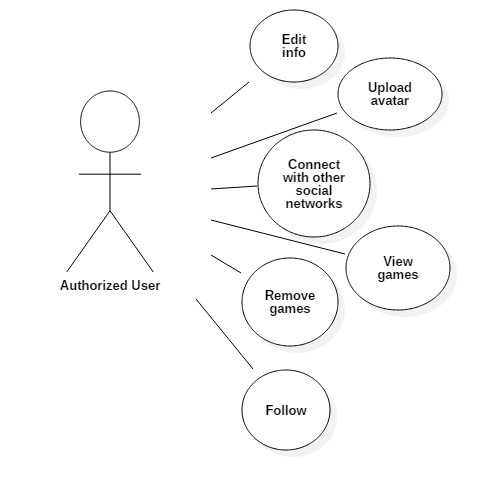 Edit
info
Upload
avatar
Connect
with other
social
networks
View
games
Authorized User
Remove
games
Follow